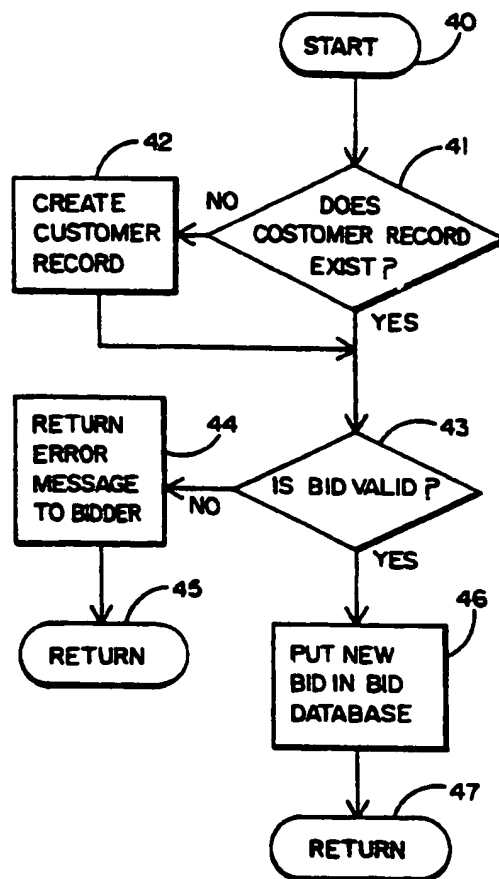 40
START
42
41
CREATE
CUSTOMER
RECORD
NO
DOES
COSTOMER RECORD
EXIST?
YES
RETURN
ERROR
MESSAGE
TO BIDDER
44
43
IS BID VALID?
NO
YES
45
RETURN
46
PUT NEW
BID IN BID
DATABASE
47
RETURN